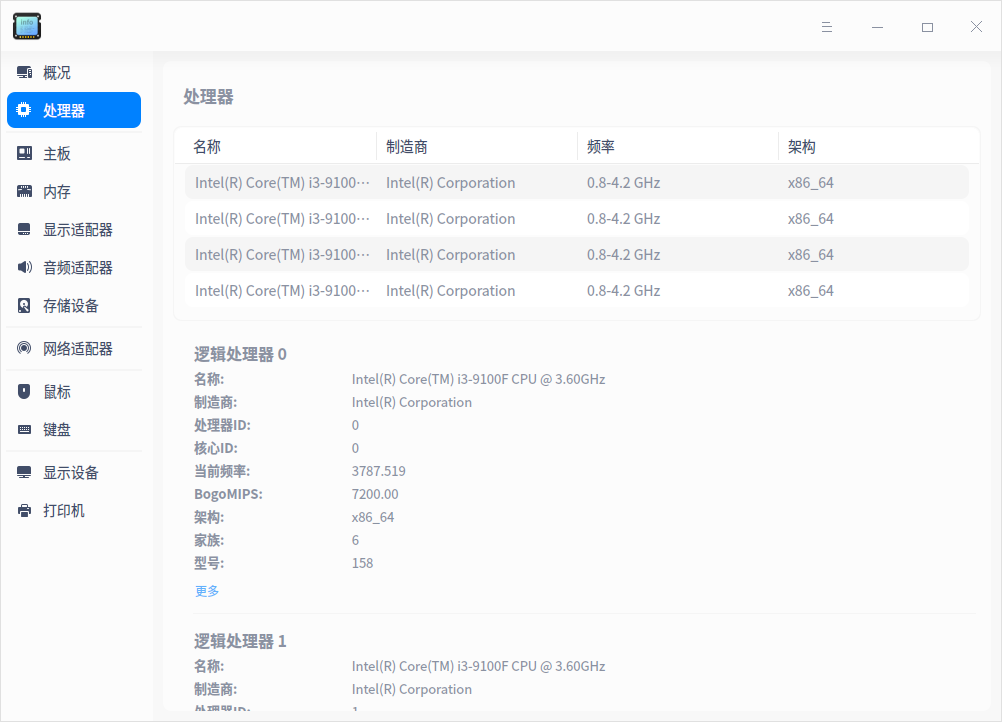 info
概况
处理器
主板
内存
显示适配器
音频适配器
存储设备
网络适配器
鼠标
键盘
显示设备
打印机
处理器
名称 制造商 频率 架构
Intel(R) Core(TM) i3-9100··· Intel(R) Corporation 0.8-4.2 GHz x86_64
Intel(R) Core(TM) i3-9100··· Intel(R) Corporation 0.8-4.2 GHz x86_64
Intel(R) Core(TM) i3-9100··· Intel(R) Corporation 0.8-4.2 GHz x86_64
Intel(R) Core(TM) i3-9100··· Intel(R) Corporation 0.8-4.2 GHz x86_64
逻辑处理器 0
名称: Intel(R) Core(TM) i3-9100F CPU @ 3.60GHz
制造商: Intel(R) Corporation
处理器ID: 0
核心ID: 0
当前频率: 3787.519
BogoMIPS: 7200.00
架构: x86_64
家族: 6
型号: 158
更多
逻辑处理器 1
名称: Intel(R) Core(TM) i3-9100F CPU @ 3.60GHz
制造商: Intel(R) Corporation
处理器ID: 1